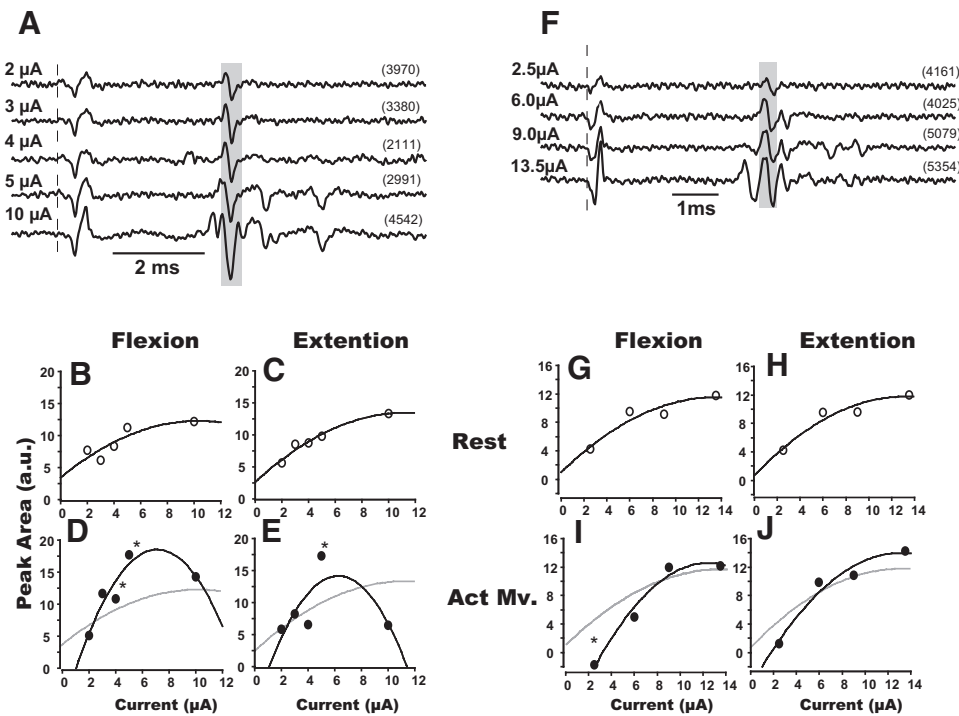 A
2 µA
(3970)
3 µA
(3380)
4 µA
(2111)
5 µA
(2991)
10 µA
(4542)
2 ms
F
2.5µA
(4161)
6.0µA
(4025)
9.0µA
(5079)
13.5µA
(5354)
1ms
Flexion
Extention
B
20
15
10
5
0
0 2 4 6 8 10 12
C
20
15
10
5
0
0 2 4 6 8 10 12
Flexion
Extention
G
16
12
8
4
0
0 2 4 6 8 10 12 14
H
16
12
8
4
0
0 2 4 6 8 10 12 14
Rest
Peak Area (a.u.)
D
20
15
10
5
0
* *
0 2 4 6 8 10 12
Current (µA)
E
20
15
10
5
0
*
0 2 4 6 8 10 12
Current (µA)
Act Mv.
I
16
12
8
4
0
*
0 2 4 6 8 10 12 14
Current (µA)
J
16
12
8
4
0
0 2 4 6 8 10 12 14
Current (µA)